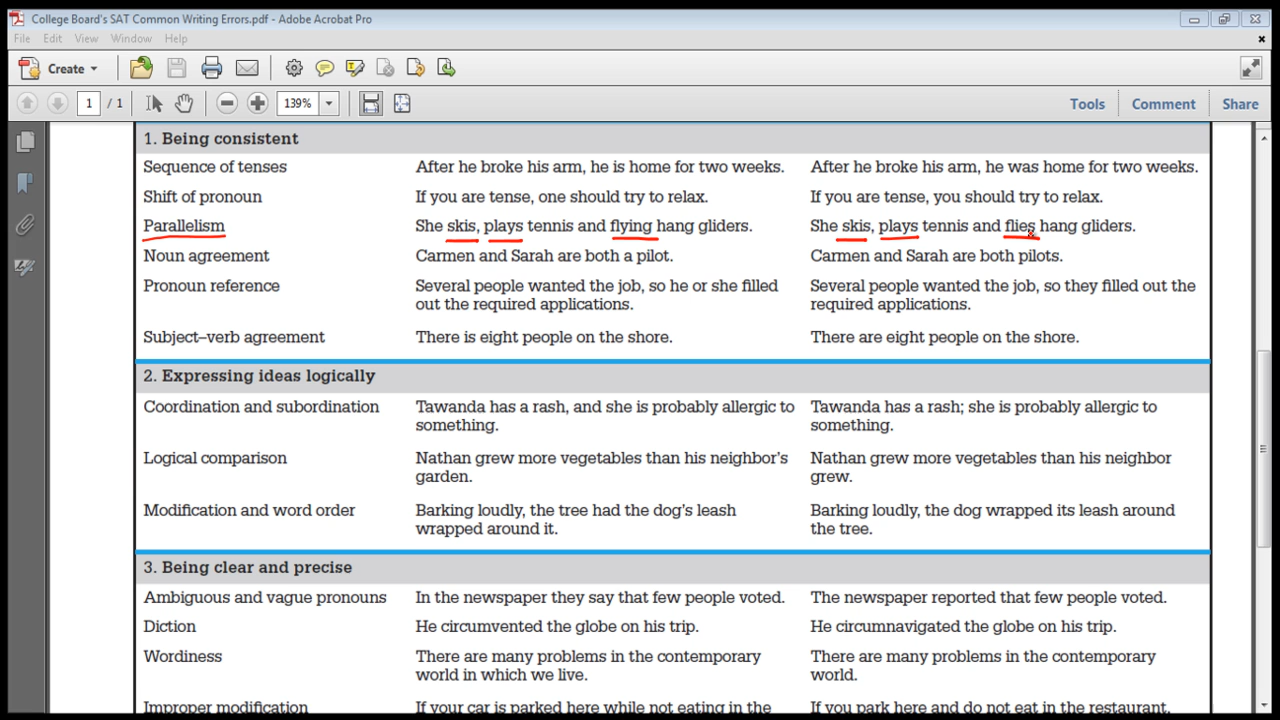 College Board's SAT Common Writing Errors.pdf - Adobe Acrobat Pro
File Edit View Window Help
Create
1 / 1 139% Tools Comment Share
1. Being consistent
Sequence of tenses After he broke his arm, he is home for two weeks. After he broke his arm, he was home for two weeks.
Shift of pronoun If you are tense, one should try to relax. If you are tense, you should try to relax.
Parallelism She skis, plays tennis and flying hang gliders. She skis, plays tennis and flies hang gliders.
Noun agreement Carmen and Sarah are both a pilot. Carmen and Sarah are both pilots.
Pronoun reference Several people wanted the job, so he or she filled Several people wanted the job, so they filled out the
out the required applications. required applications.
Subject–verb agreement There is eight people on the shore. There are eight people on the shore.
2. Expressing ideas logically
Coordination and subordination Tawanda has a rash, and she is probably allergic to Tawanda has a rash; she is probably allergic to
something. something.
Logical comparison Nathan grew more vegetables than his neighbor's Nathan grew more vegetables than his neighbor
garden. grew.
Modification and word order Barking loudly, the tree had the dog's leash Barking loudly, the dog wrapped its leash around
wrapped around it. the tree.
3. Being clear and precise
Ambiguous and vague pronouns In the newspaper they say that few people voted. The newspaper reported that few people voted.
Diction He circumvented the globe on his trip. He circumnavigated the globe on his trip.
Wordiness There are many problems in the contemporary There are many problems in the contemporary
world in which we live. world.
Improper modification If your car is parked here while not eating in the If you park here and do not eat in the restaurant,